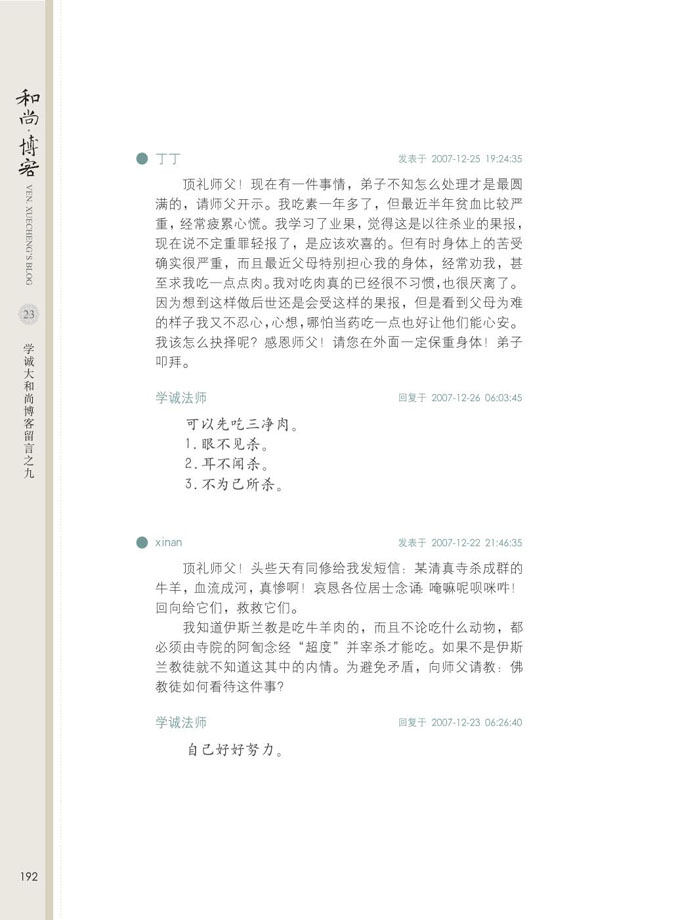 和尚·博客
VEN. XUECHENG'S BLOG
23
学诚大和尚博客留言之九
丁丁 发表于 2007-12-25 19:24:35
顶礼师父！现在有一件事情，弟子不知怎么处理才是最圆
满的，请师父开示。我吃素一年多了，但最近半年贫血比较严
重，经常疲累心慌。我学习了业果，觉得这是以往杀业的果报，
现在说不定重罪轻报了，是应该欢喜的。但有时身体上的苦受
确实很严重，而且最近父母特别担心我的身体，经常劝我，甚
至求我吃一点点肉。我对吃肉真的已经很不习惯，也很厌离了。
因为想到这样做后世还是会受这样的果报，但是看到父母为难
的样子我又不忍心，心想，哪怕当药吃一点也好让他们能心安。
我该怎么抉择呢？感恩师父！请您在外面一定保重身体！弟子
叩拜。
学诚法师 回复于 2007-12-26 06:03:45
可以先吃三净肉。
1.眼不见杀。
2.耳不闻杀。
3.不为己所杀。
xinan 发表于 2007-12-22 21:46:35
顶礼师父！头些天有同修给我发短信：某清真寺杀成群的
牛羊，血流成河，真惨啊！哀恳各位居士念诵 唵嘛呢呗咪吽！
回向给它们，救救它们。
我知道伊斯兰教是吃牛羊肉的，而且不论吃什么动物，都
必须由寺院的阿訇念经“超度”并宰杀才能吃。如果不是伊斯
兰教徒就不知道这其中的内情。为避免矛盾，向师父请教：佛
教徒如何看待这件事？
学诚法师 回复于 2007-12-23 06:26:40
自己好好努力。
192